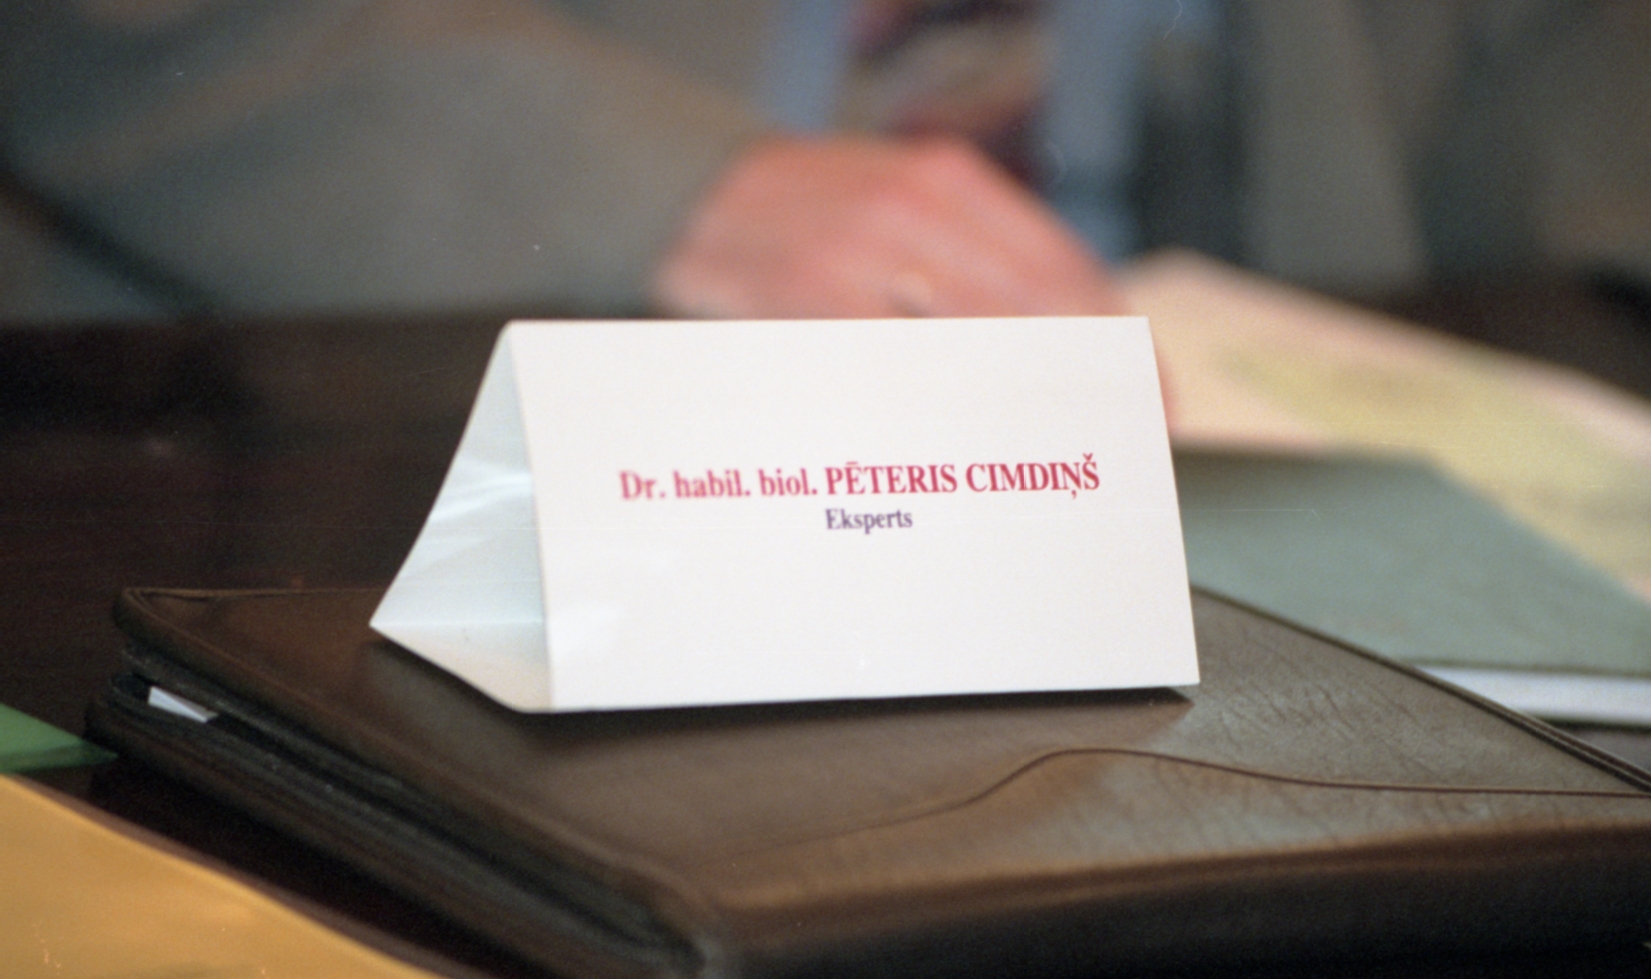 Dr. habil. biol. PĒTERIS CIMDIŅŠ
Eksperts